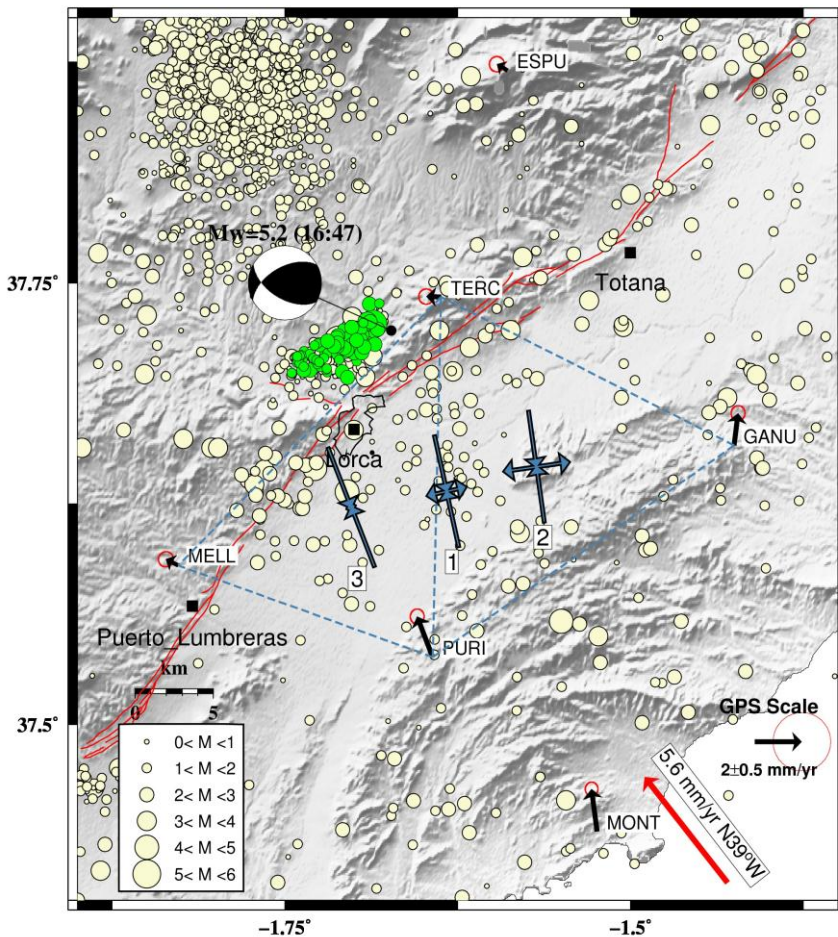 ESPU
Mw=5.2 (16:47)
37.75°
TERC
Totana
GANU
Lorca
MELL
3
1
2
Puerto_Lumbreras
PURI
km
0 5
37.5°
GPS Scale
2±0.5 mm/yr
0< M <1
1< M <2
2< M <3
3< M <4
4< M <5
5< M <6
5.6 mm/yr N39ºW
MONT
−1.75°
−1.5°